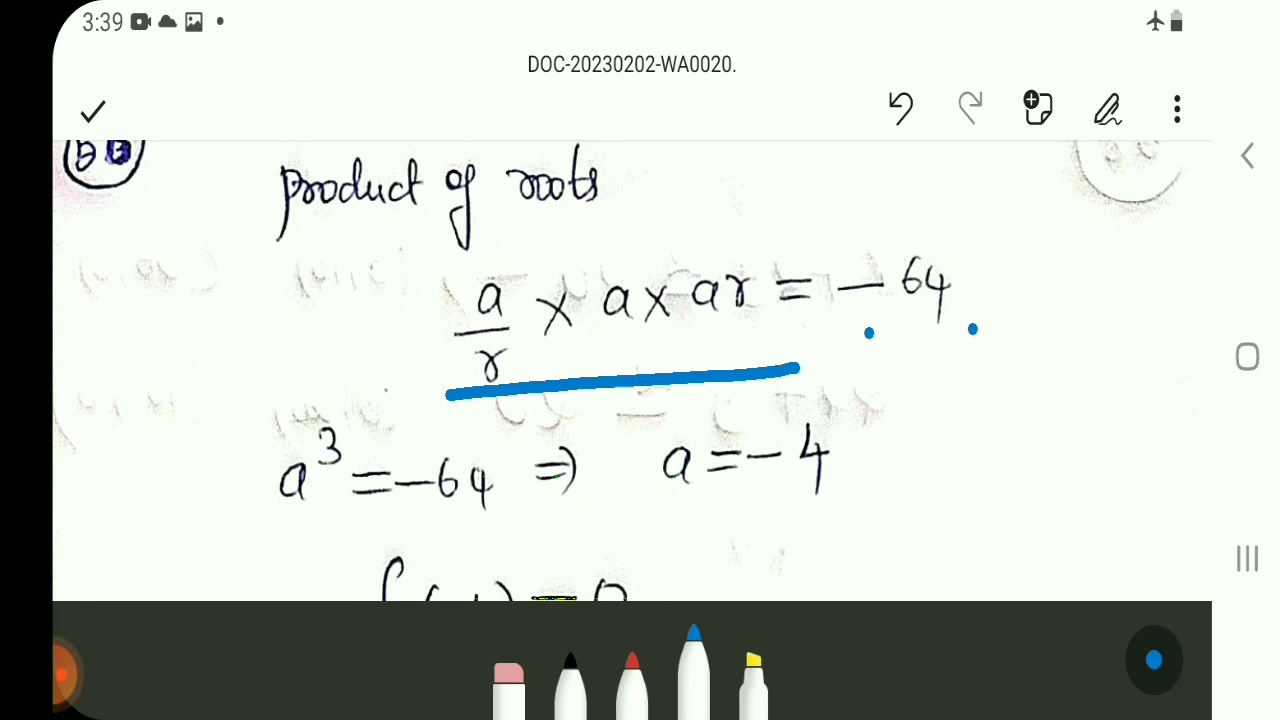 3:39
DOC-20230202-WA0020.
product of roots
a/r × a × ar = - 64
a³ = -64 ⇒ a = -4